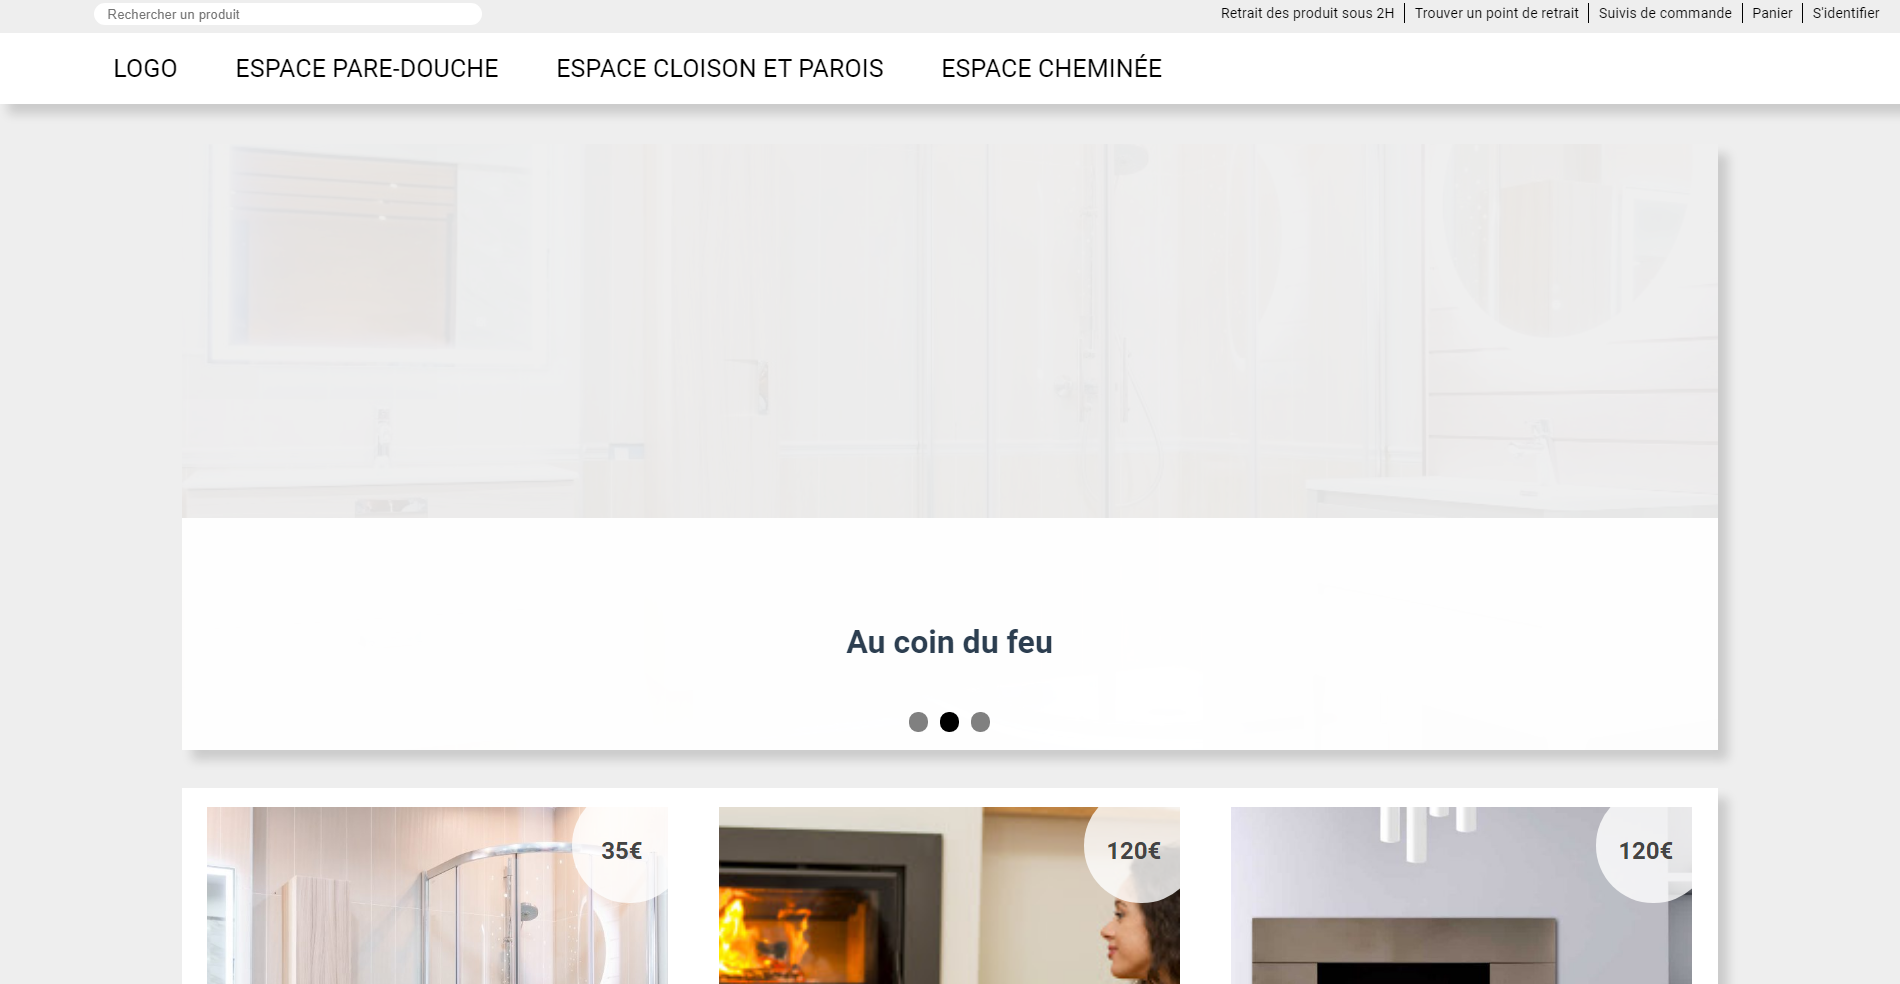 Rechercher un produit
Retrait des produit sous 2H
Trouver un point de retrait
Suivis de commande
Panier
S'identifier
LOGO
ESPACE PARE-DOUCHE
ESPACE CLOISON ET PAROIS
ESPACE CHEMINÉE
Au coin du feu
35€
120€
120€